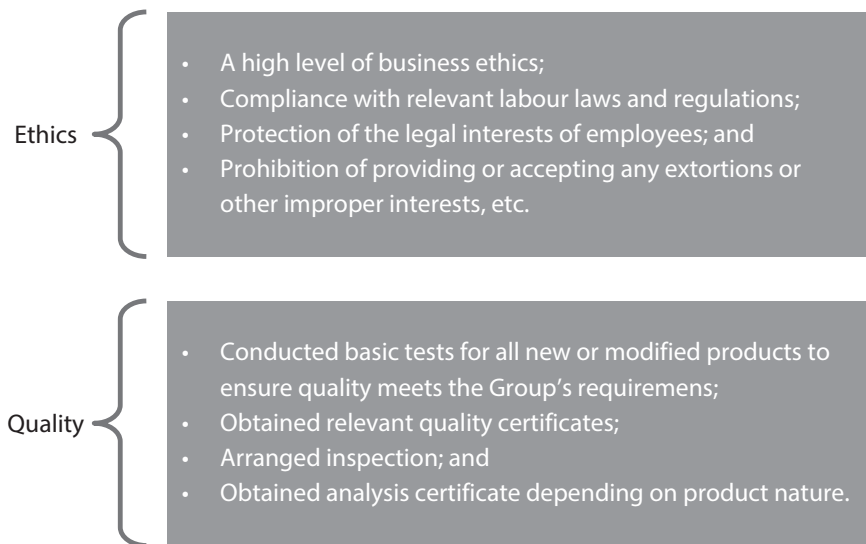 Ethics
• A high level of business ethics;
• Compliance with relevant labour laws and regulations;
• Protection of the legal interests of employees; and
• Prohibition of providing or accepting any extortions or
other improper interests, etc.
Quality
• Conducted basic tests for all new or modified products to
ensure quality meets the Group’s requiremens;
• Obtained relevant quality certificates;
• Arranged inspection; and
• Obtained analysis certificate depending on product nature.